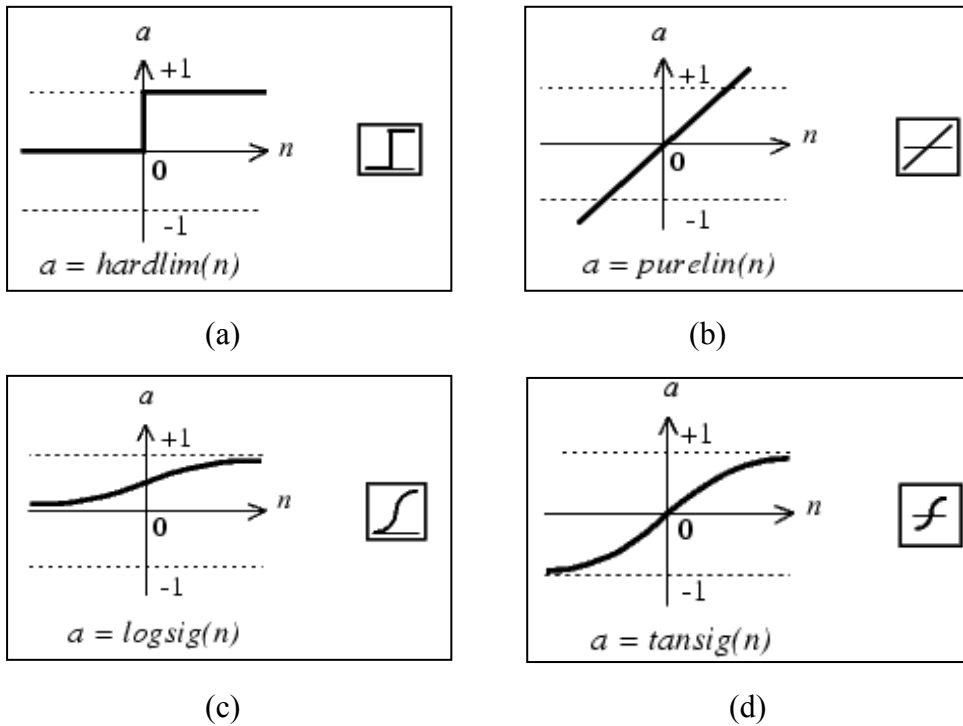 a
+1
n
0
-1
a = hardlim(n)
(a)
a
+1
n
0
-1
a = purelin(n)
(b)
a
+1
n
0
-1
a = logsig(n)
(c)
a
+1
n
0
-1
a = tansig(n)
(d)